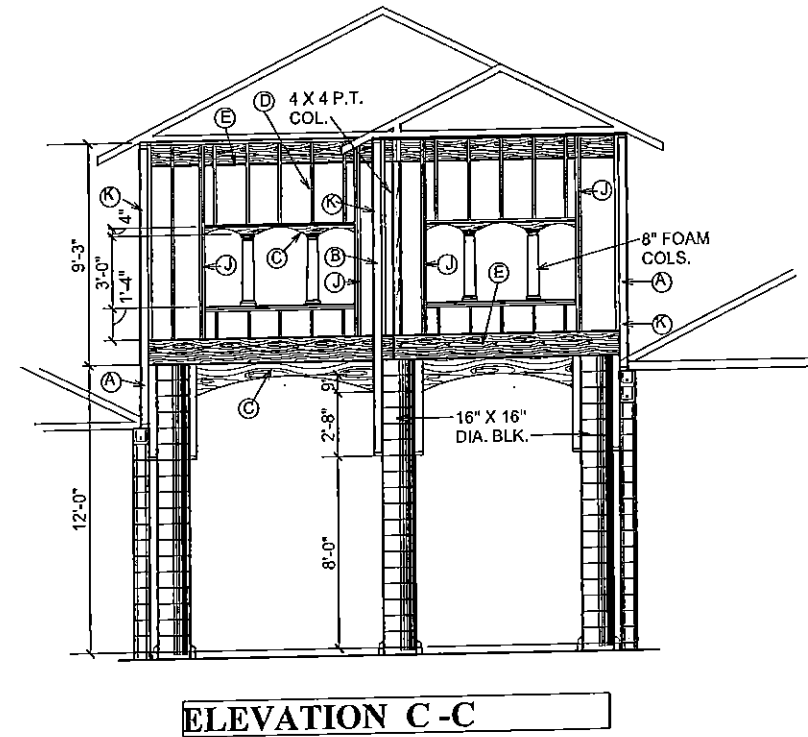 D
4 X 4 P.T.
COL.
E
K
4"
9'-3"
3'-0"
1'-4"
J
C
K
B
J
J
J
8" FOAM
COLS.
E
A
K
A
C
9"
2'-8"
16" X 16"
DIA. BLK.
12'-0"
8'-0"
ELEVATION C-C